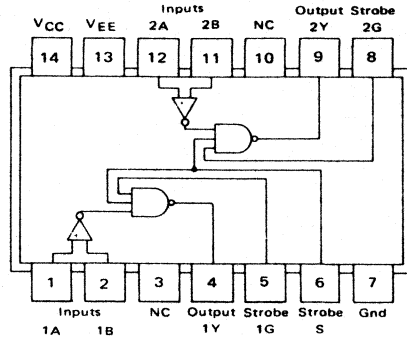 Inputs Output Strobe
VCC VEE 2A 2B NC 2Y 2G
14 13 12 11 10 9 8
1 2 3 4 5 6 7
Inputs NC Output Strobe Strobe Gnd
1A 1B 1Y 1G S